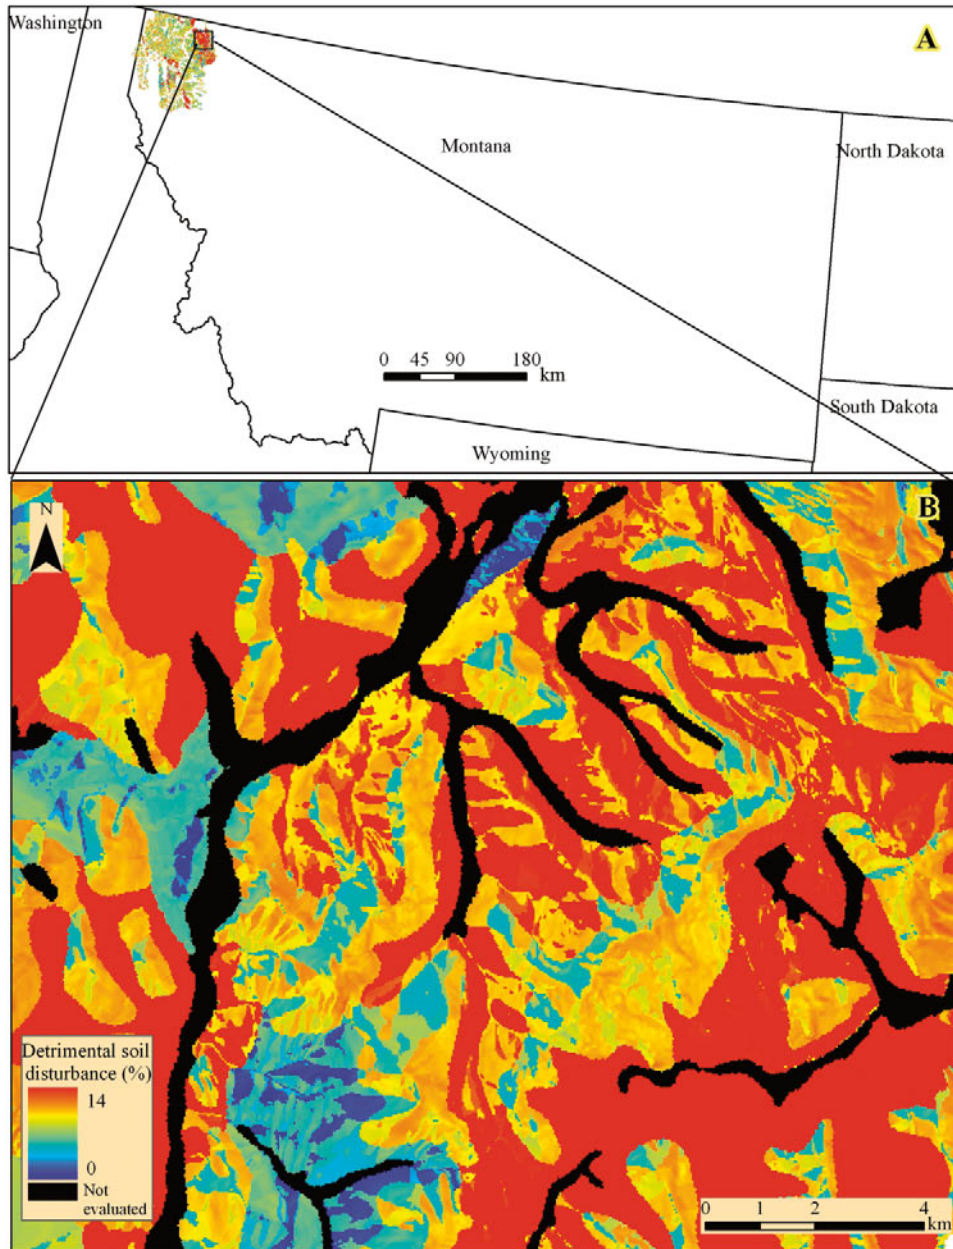 Washington
A
Montana
North Dakota
0 45 90 180
km
South Dakota
Wyoming
N
B
Detrimental soil
disturbance (%)
14
0
Not
evaluated
0 1 2 4
km